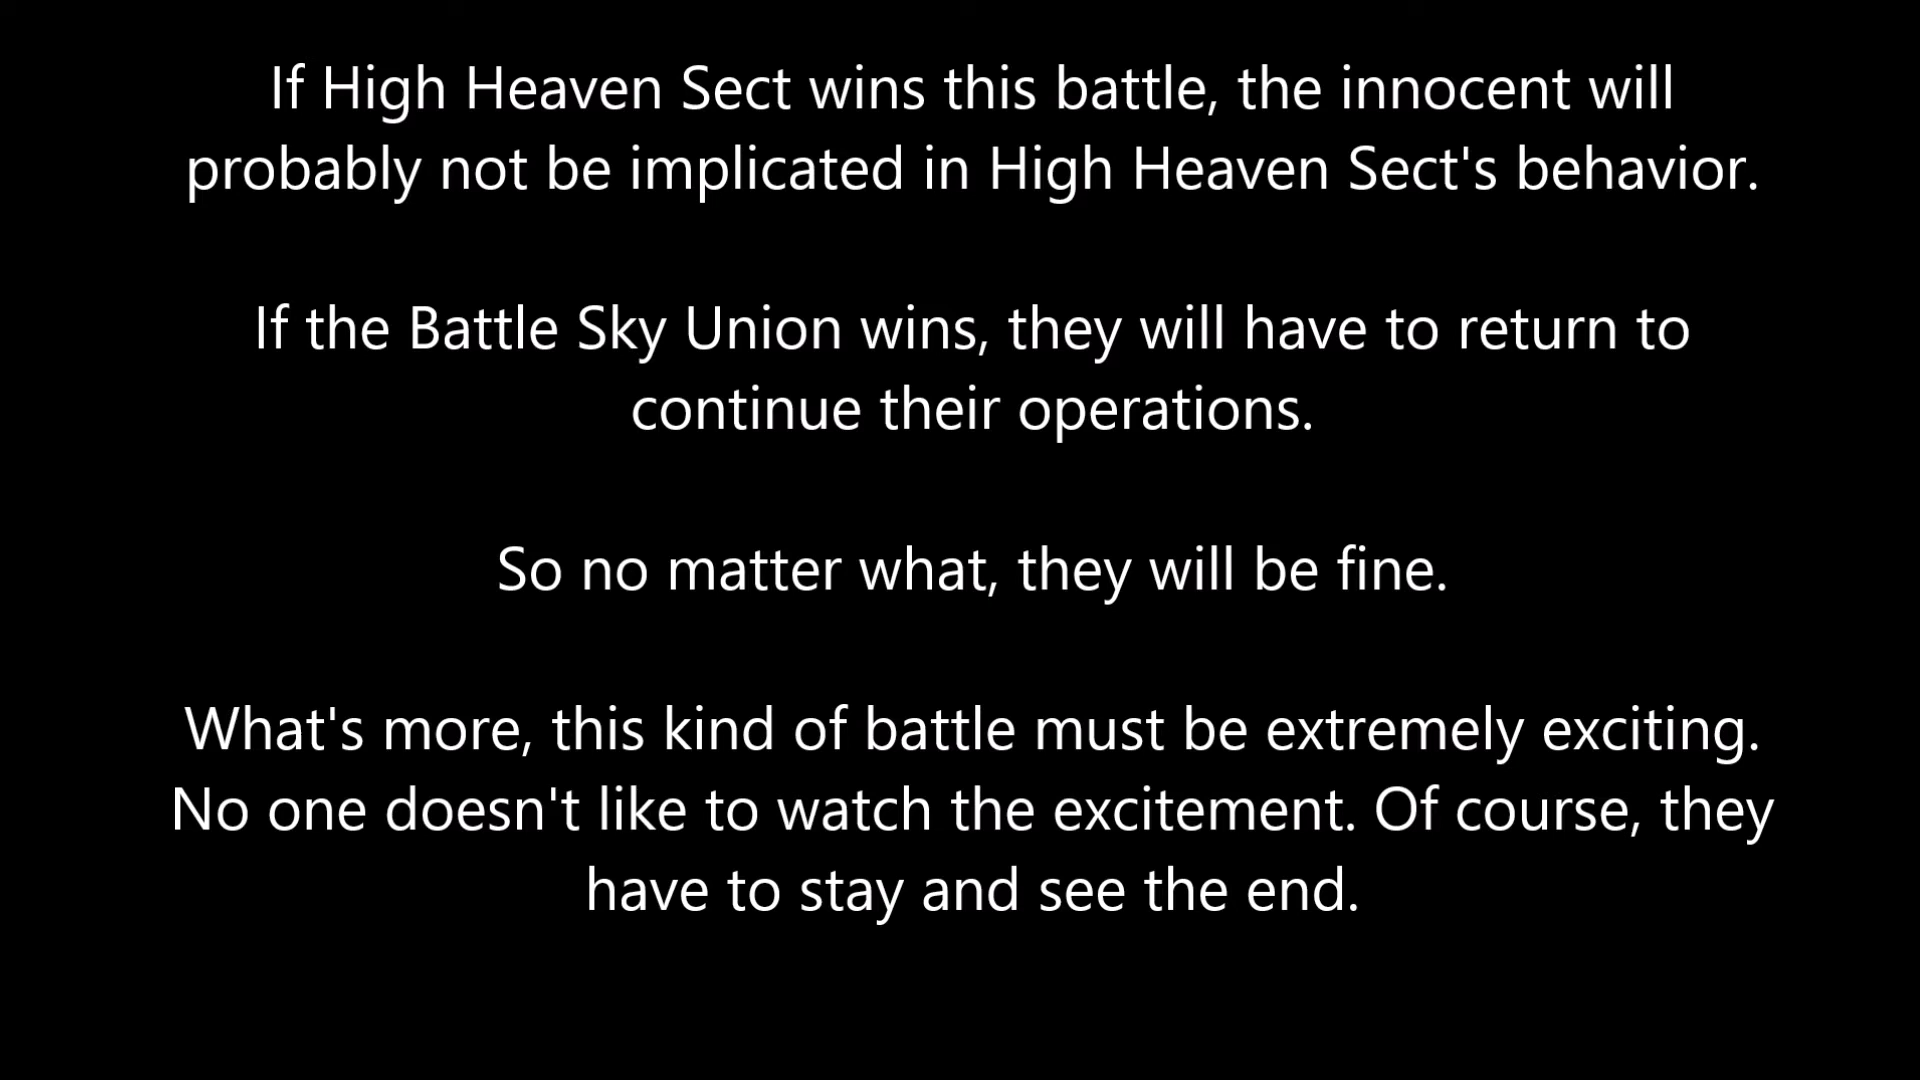 If High Heaven Sect wins this battle, the innocent will
probably not be implicated in High Heaven Sect's behavior.
If the Battle Sky Union wins, they will have to return to
continue their operations.
So no matter what, they will be fine.
What's more, this kind of battle must be extremely exciting.
No one doesn't like to watch the excitement. Of course, they
have to stay and see the end.